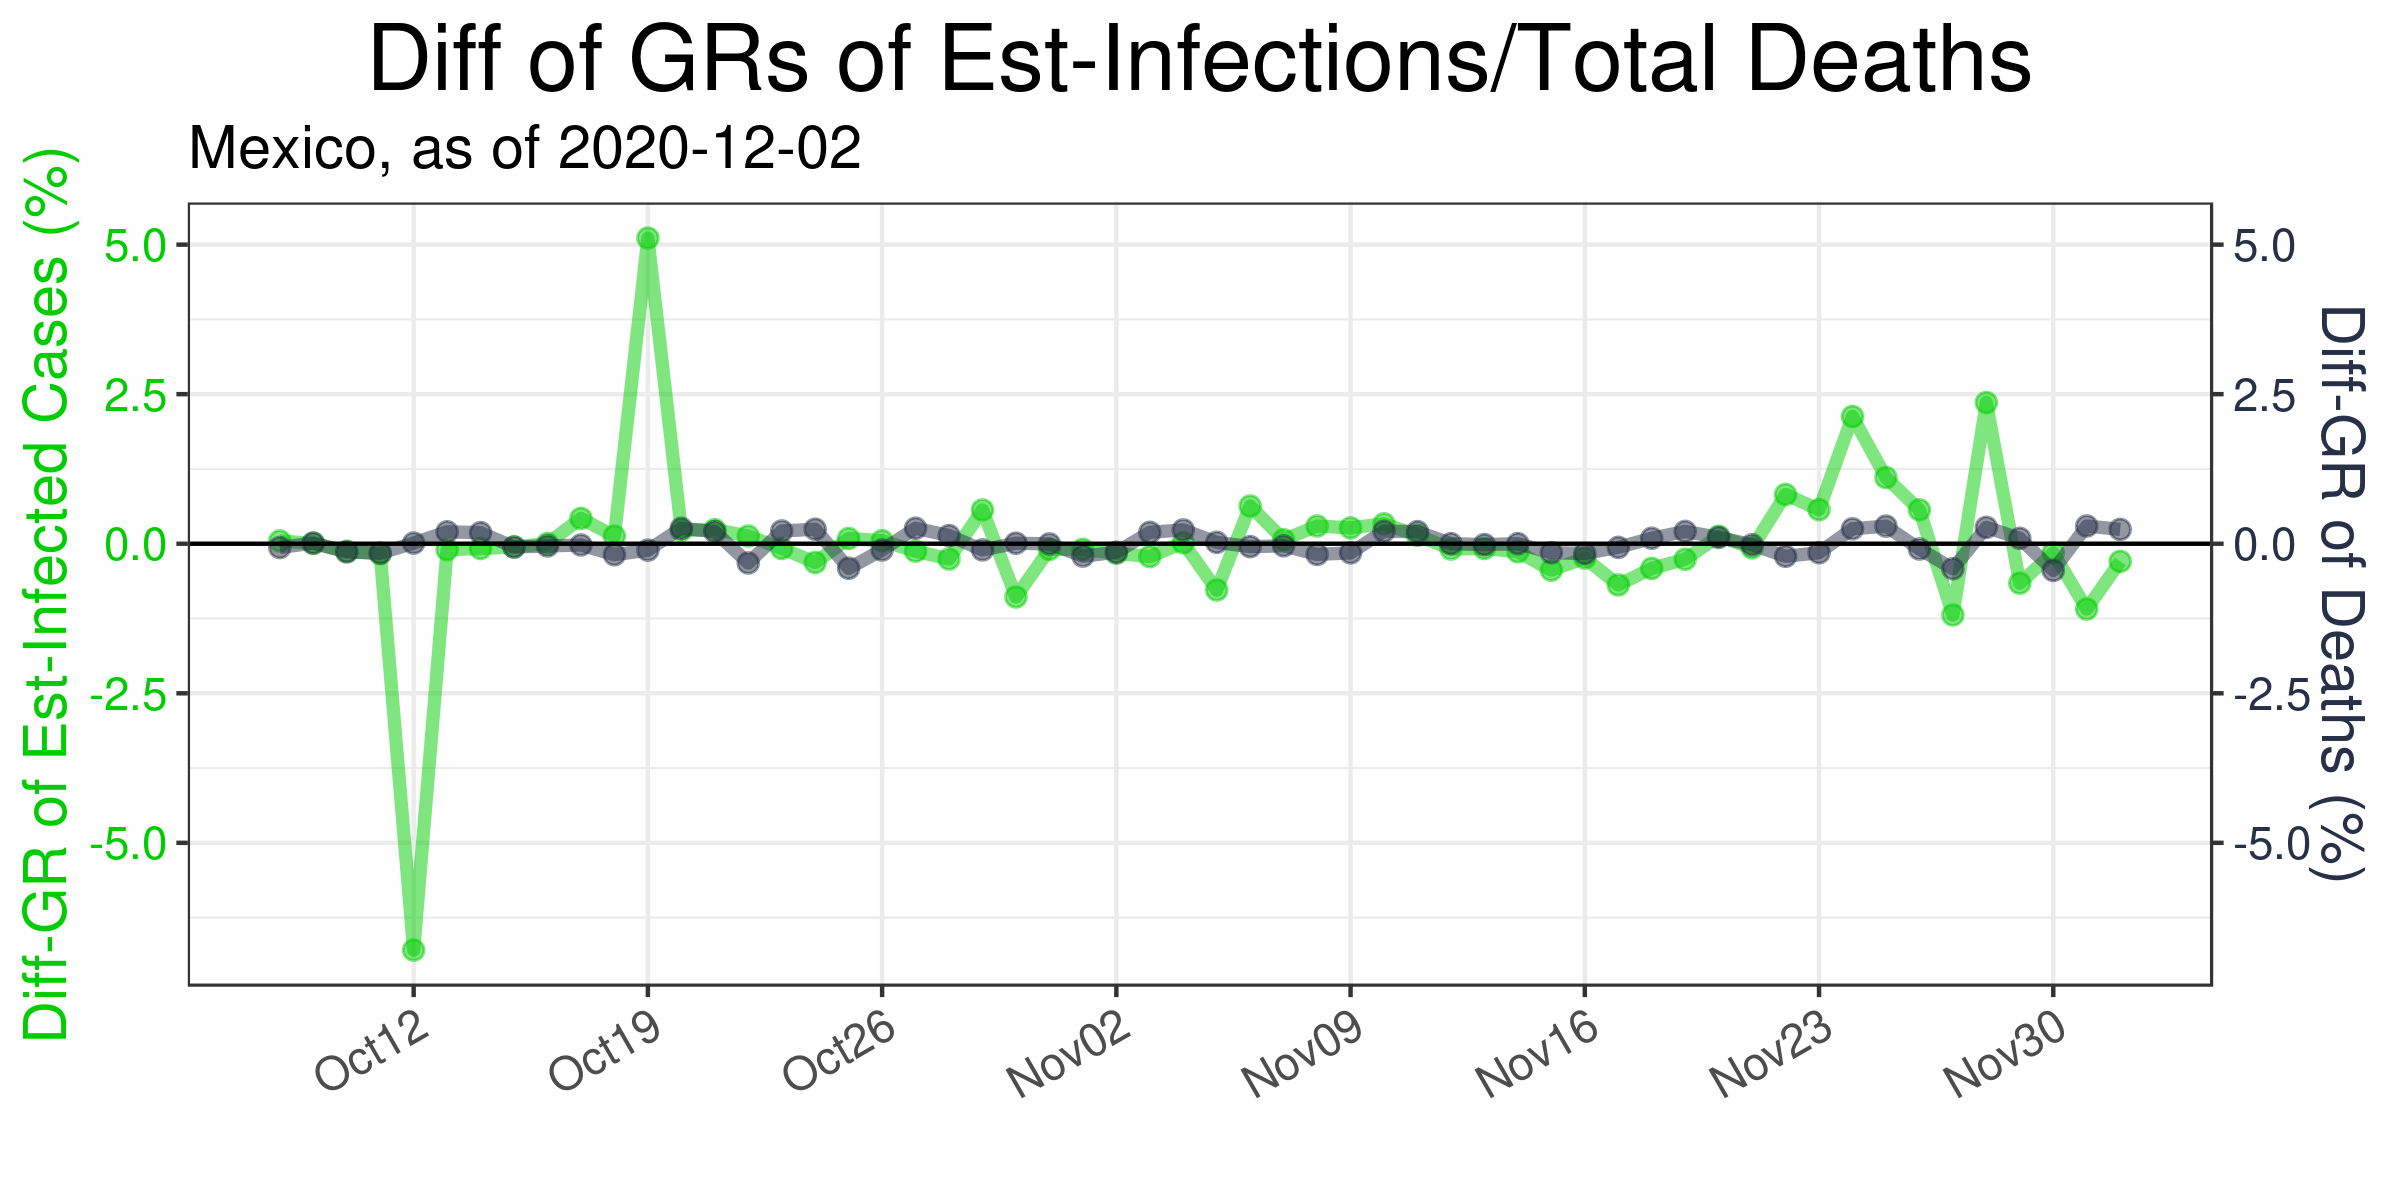 Diff of GRs of Est-Infections/Total Deaths
Mexico, as of 2020-12-02
Diff-GR of Est-Infected Cases (%)
5.0
2.5
0.0
-2.5
-5.0
5.0
2.5
0.0
-2.5
-5.0
Diff-GR of Deaths (%)
Oct12
Oct19
Oct26
Nov02
Nov09
Nov16
Nov23
Nov30